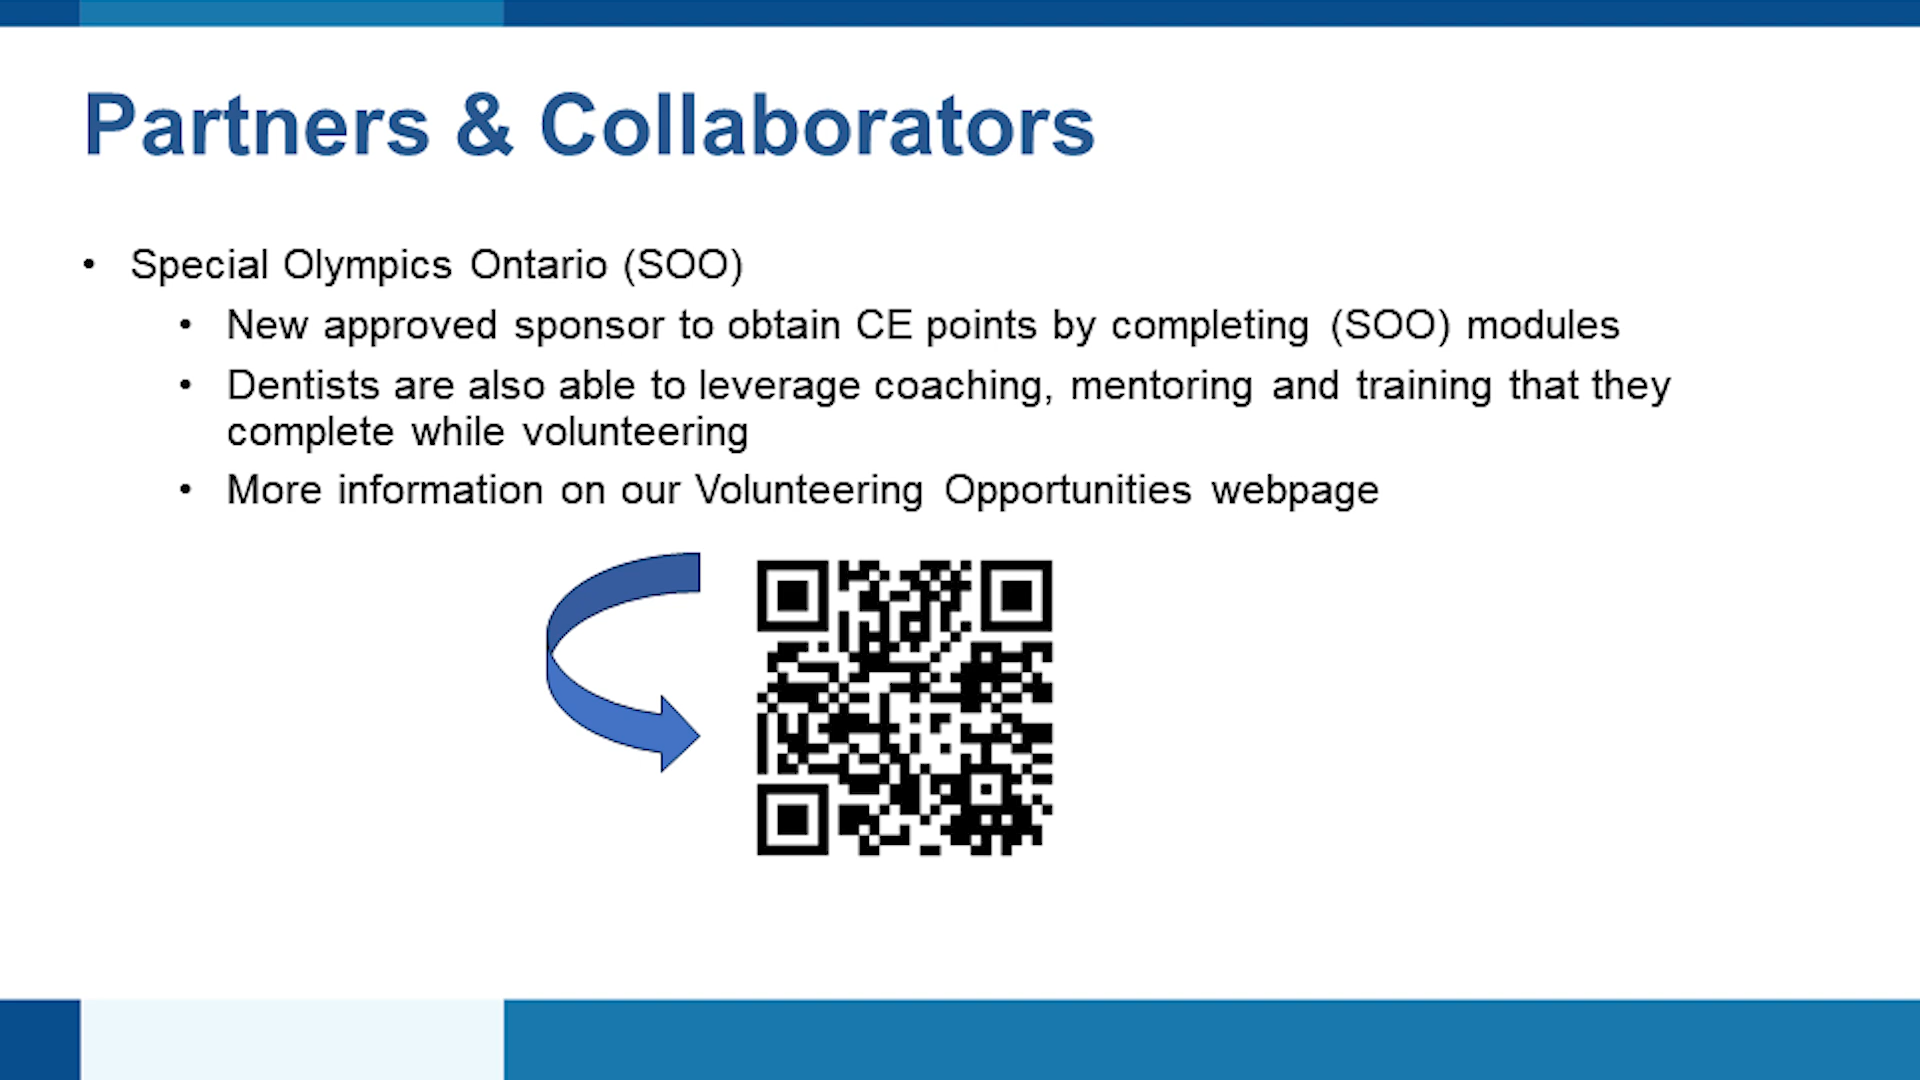 Partners & Collaborators
• Special Olympics Ontario (SOO)
• New approved sponsor to obtain CE points by completing (SOO) modules
• Dentists are also able to leverage coaching, mentoring and training that they
complete while volunteering
• More information on our Volunteering Opportunities webpage